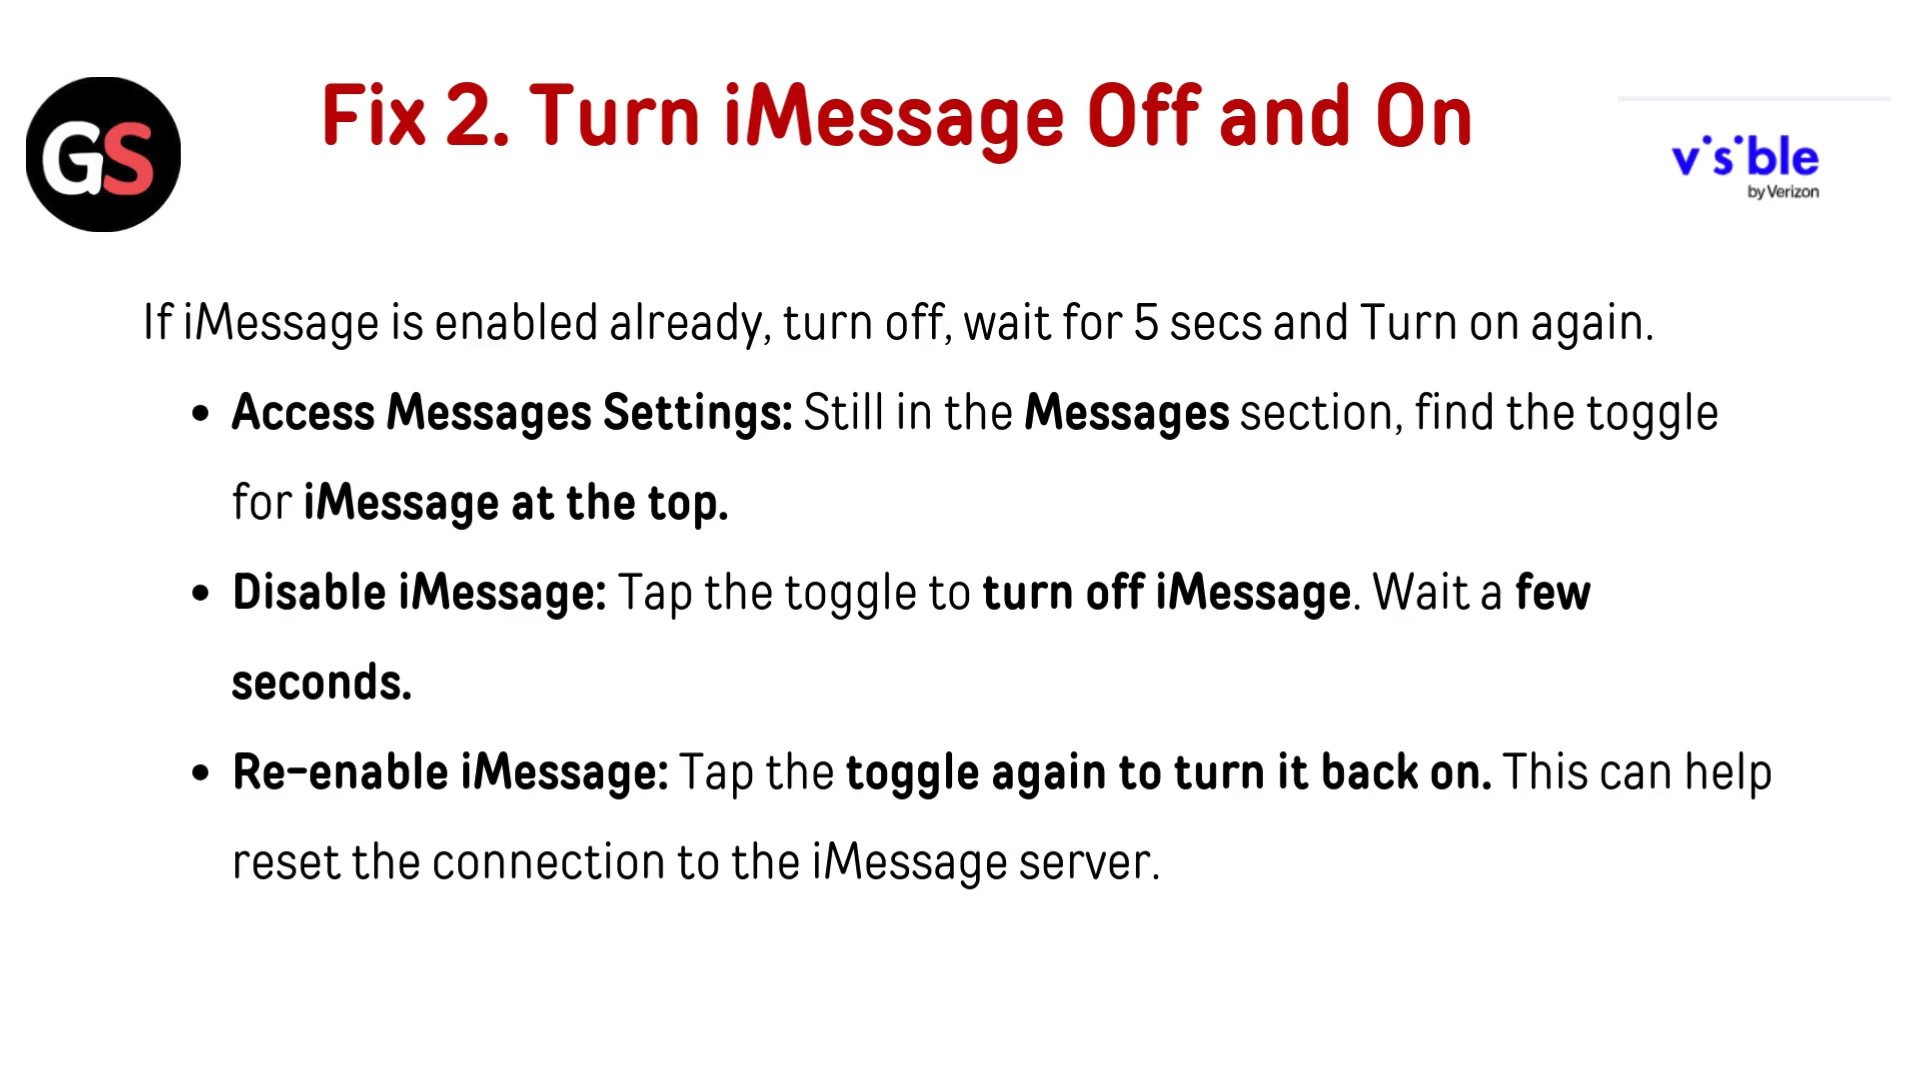 GS
Fix 2. Turn iMessage Off and On
visible
by Verizon
If iMessage is enabled already, turn off, wait for 5 secs and Turn on again.
• Access Messages Settings: Still in the Messages section, find the toggle
for iMessage at the top.
• Disable iMessage: Tap the toggle to turn off iMessage. Wait a few
seconds.
• Re-enable iMessage: Tap the toggle again to turn it back on. This can help
reset the connection to the iMessage server.